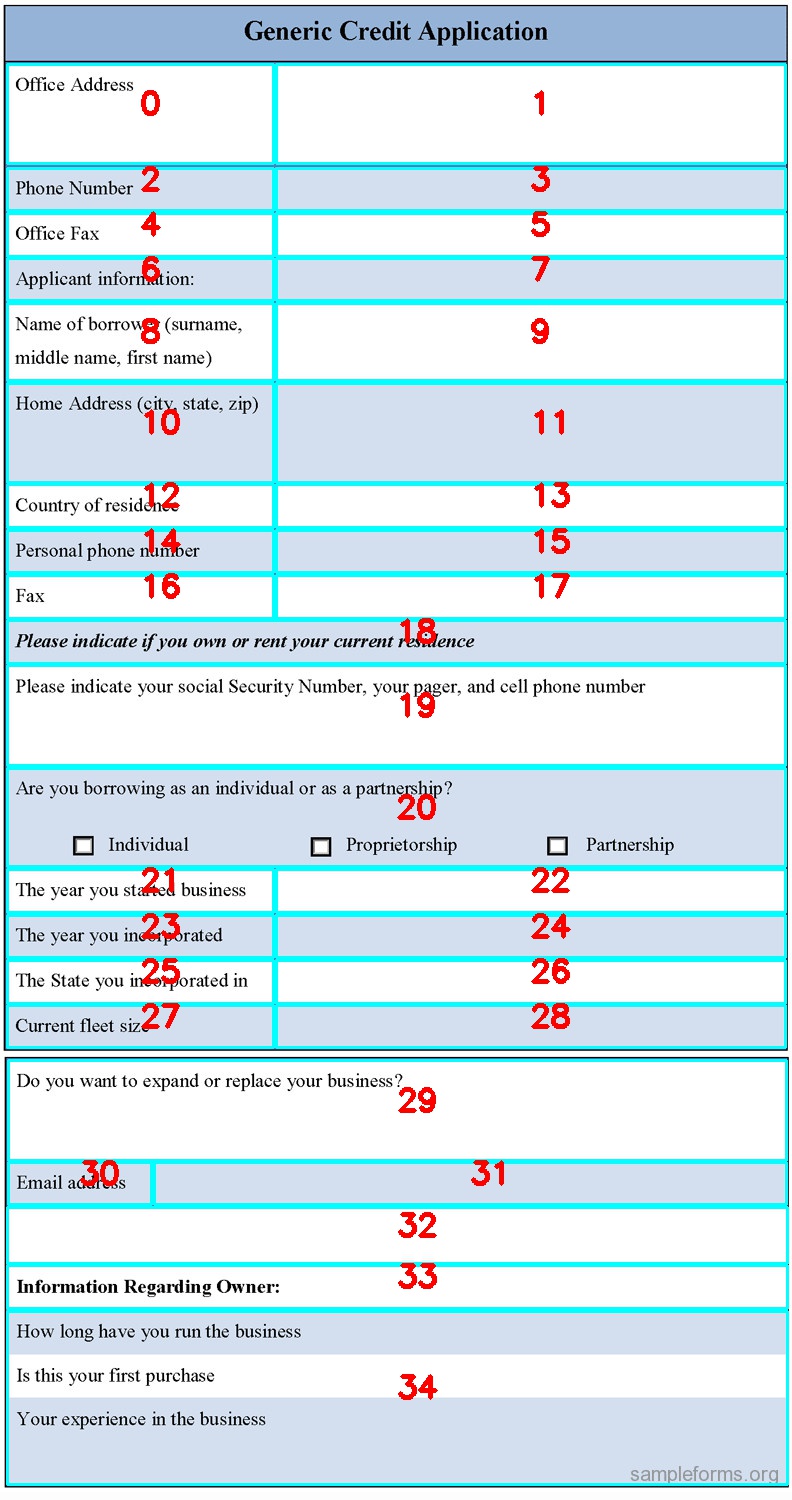 Generic Credit Application
Office Address
0
1
Phone Number
2
3
Office Fax
4
5
Applicant information:
6
7
Name of borrower (surname,
middle name, first name)
8
9
Home Address (city, state, zip)
10
11
Country of residence
12
13
Personal phone number
14
15
Fax
16
17
Please indicate if you own or rent your current residence
18
Please indicate your social Security Number, your pager, and cell phone number
19
Are you borrowing as an individual or as a partnership?
20
Individual Proprietorship Partnership
The year you started business
21
22
The year you incorporated
23
24
The State you incorporated in
25
26
Current fleet size
27
28
Do you want to expand or replace your business?
29
Email address
30
31
32
Information Regarding Owner:
33
How long have you run the business
Is this your first purchase
34
Your experience in the business
sampleforms.org